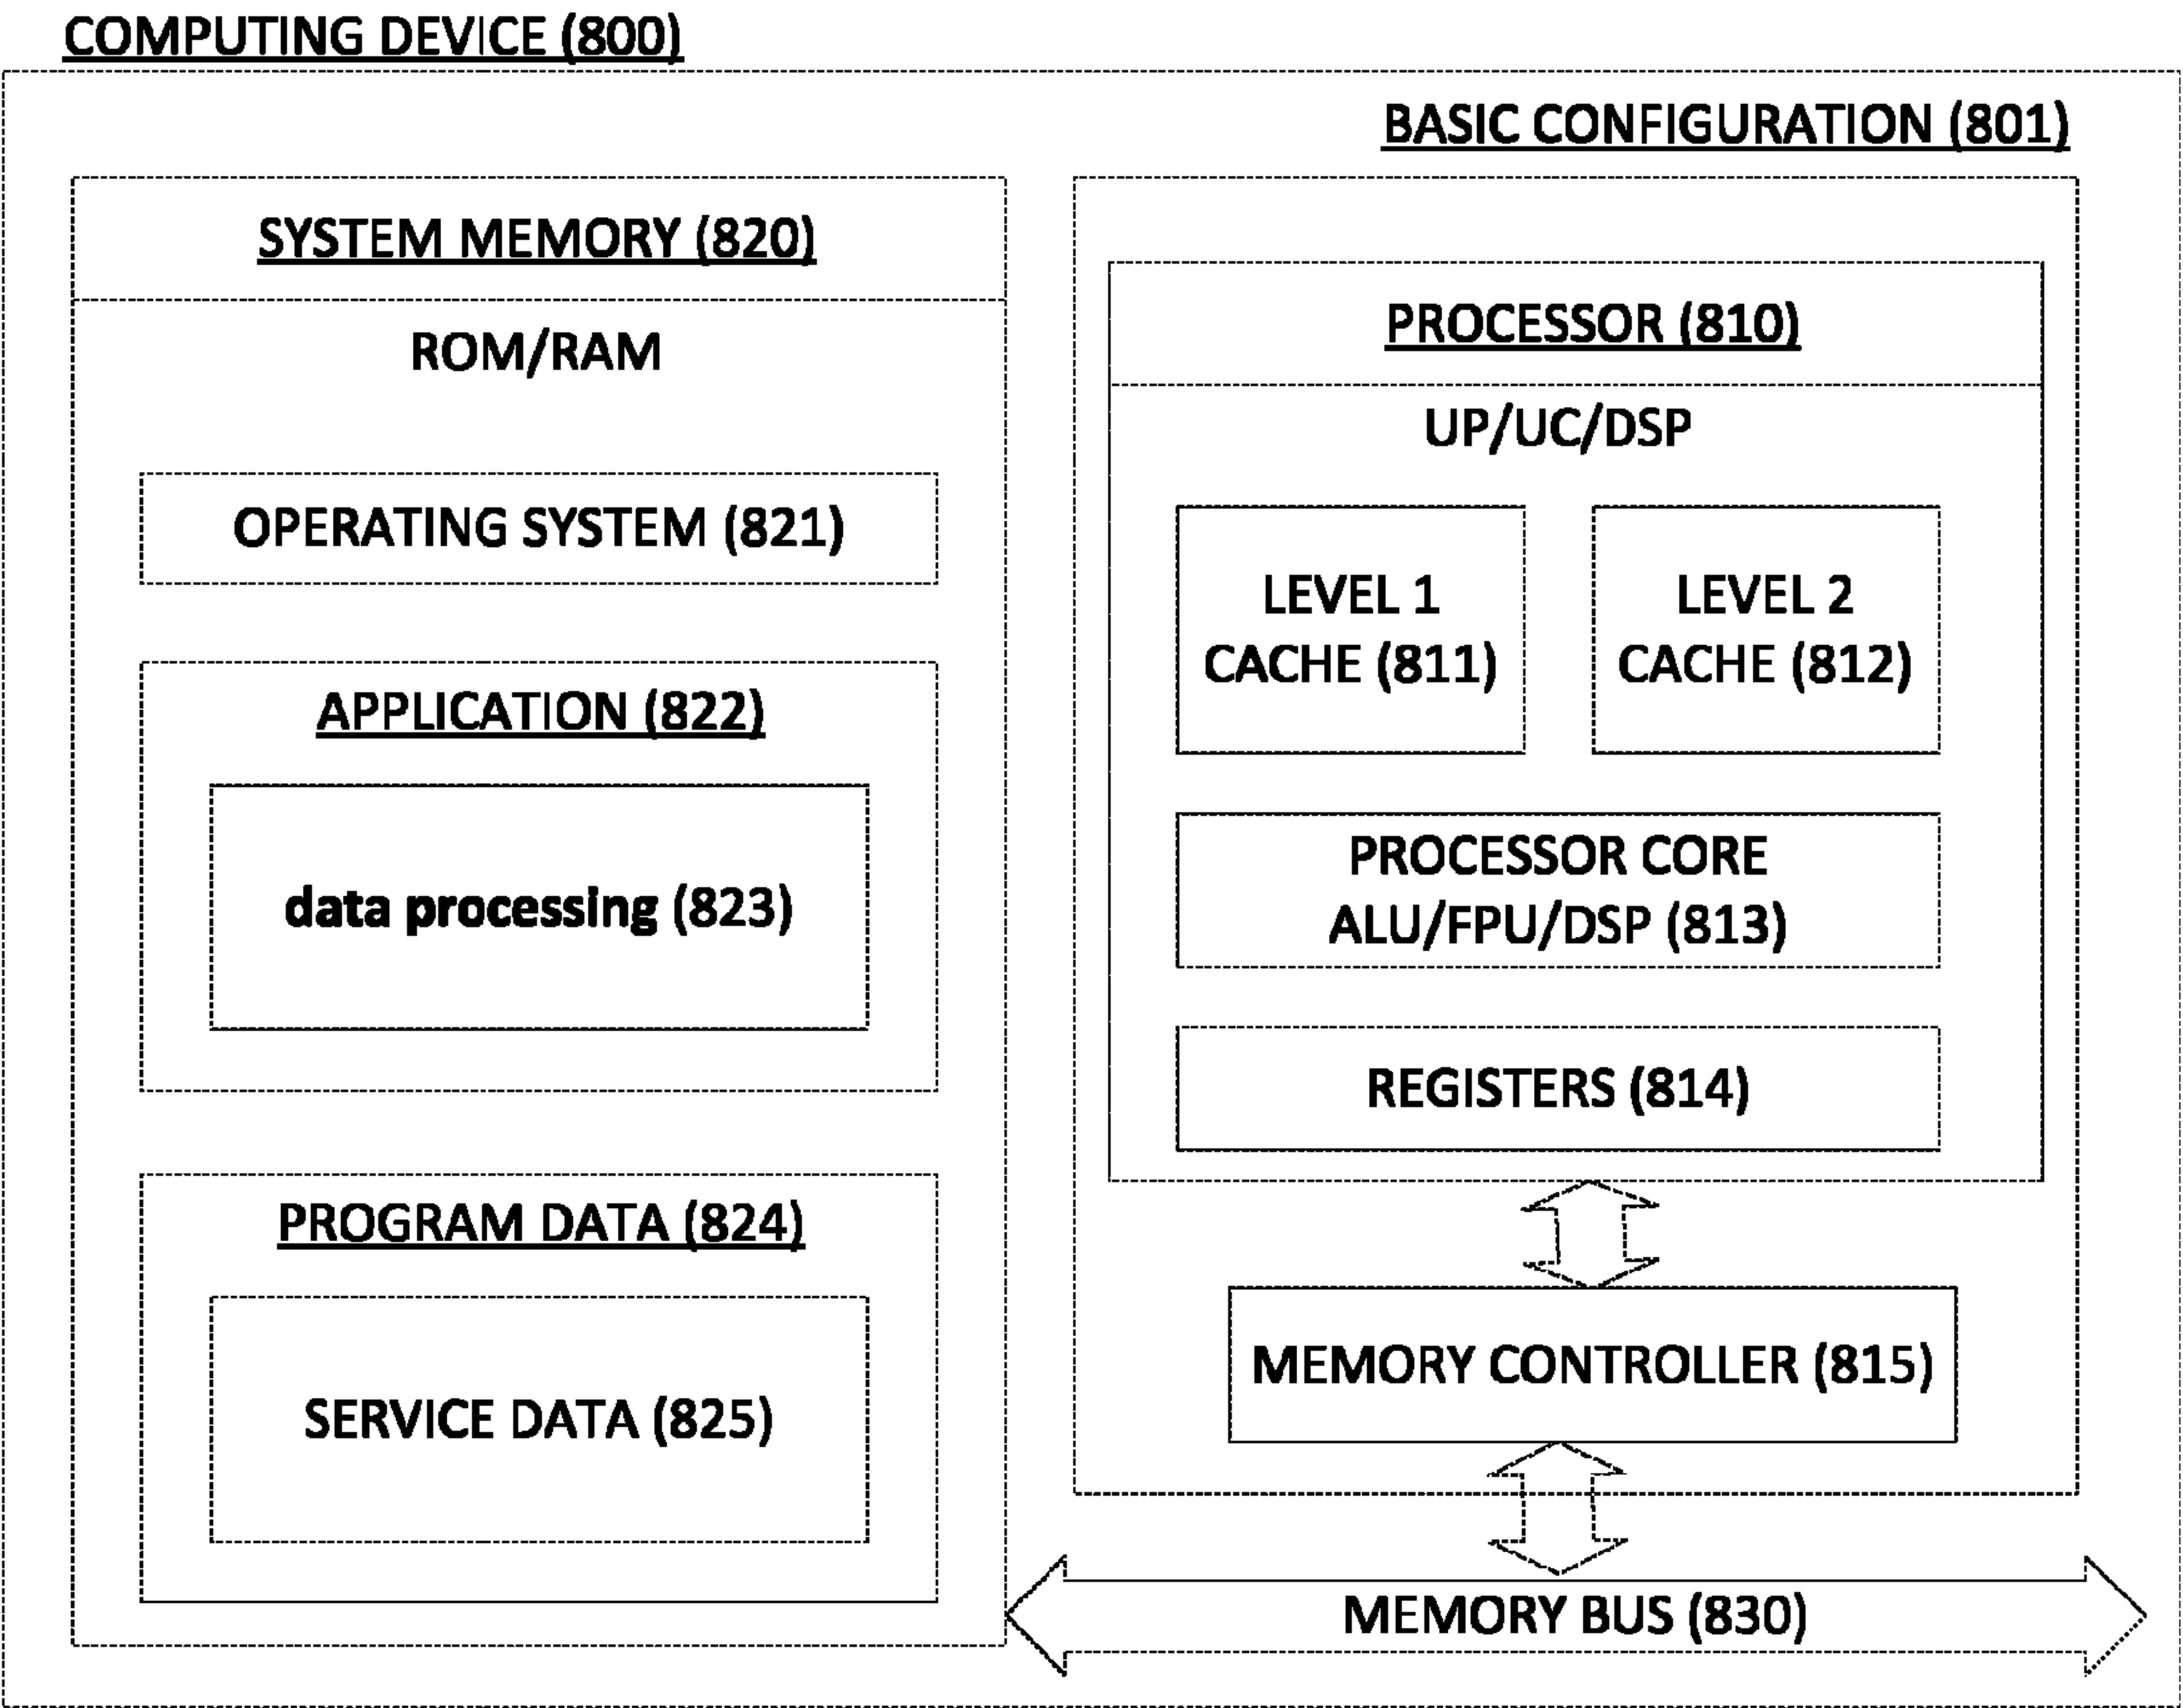 COMPUTING DEVICE (800)
BASIC CONFIGURATION (801)
SYSTEM MEMORY (820)
ROM/RAM
OPERATING SYSTEM (821)
APPLICATION (822)
data processing (823)
PROGRAM DATA (824)
SERVICE DATA (825)
PROCESSOR (810)
UP/UC/DSP
LEVEL 1
CACHE (811)
LEVEL 2
CACHE (812)
PROCESSOR CORE
ALU/FPU/DSP (813)
REGISTERS (814)
MEMORY CONTROLLER (815)
MEMORY BUS (830)